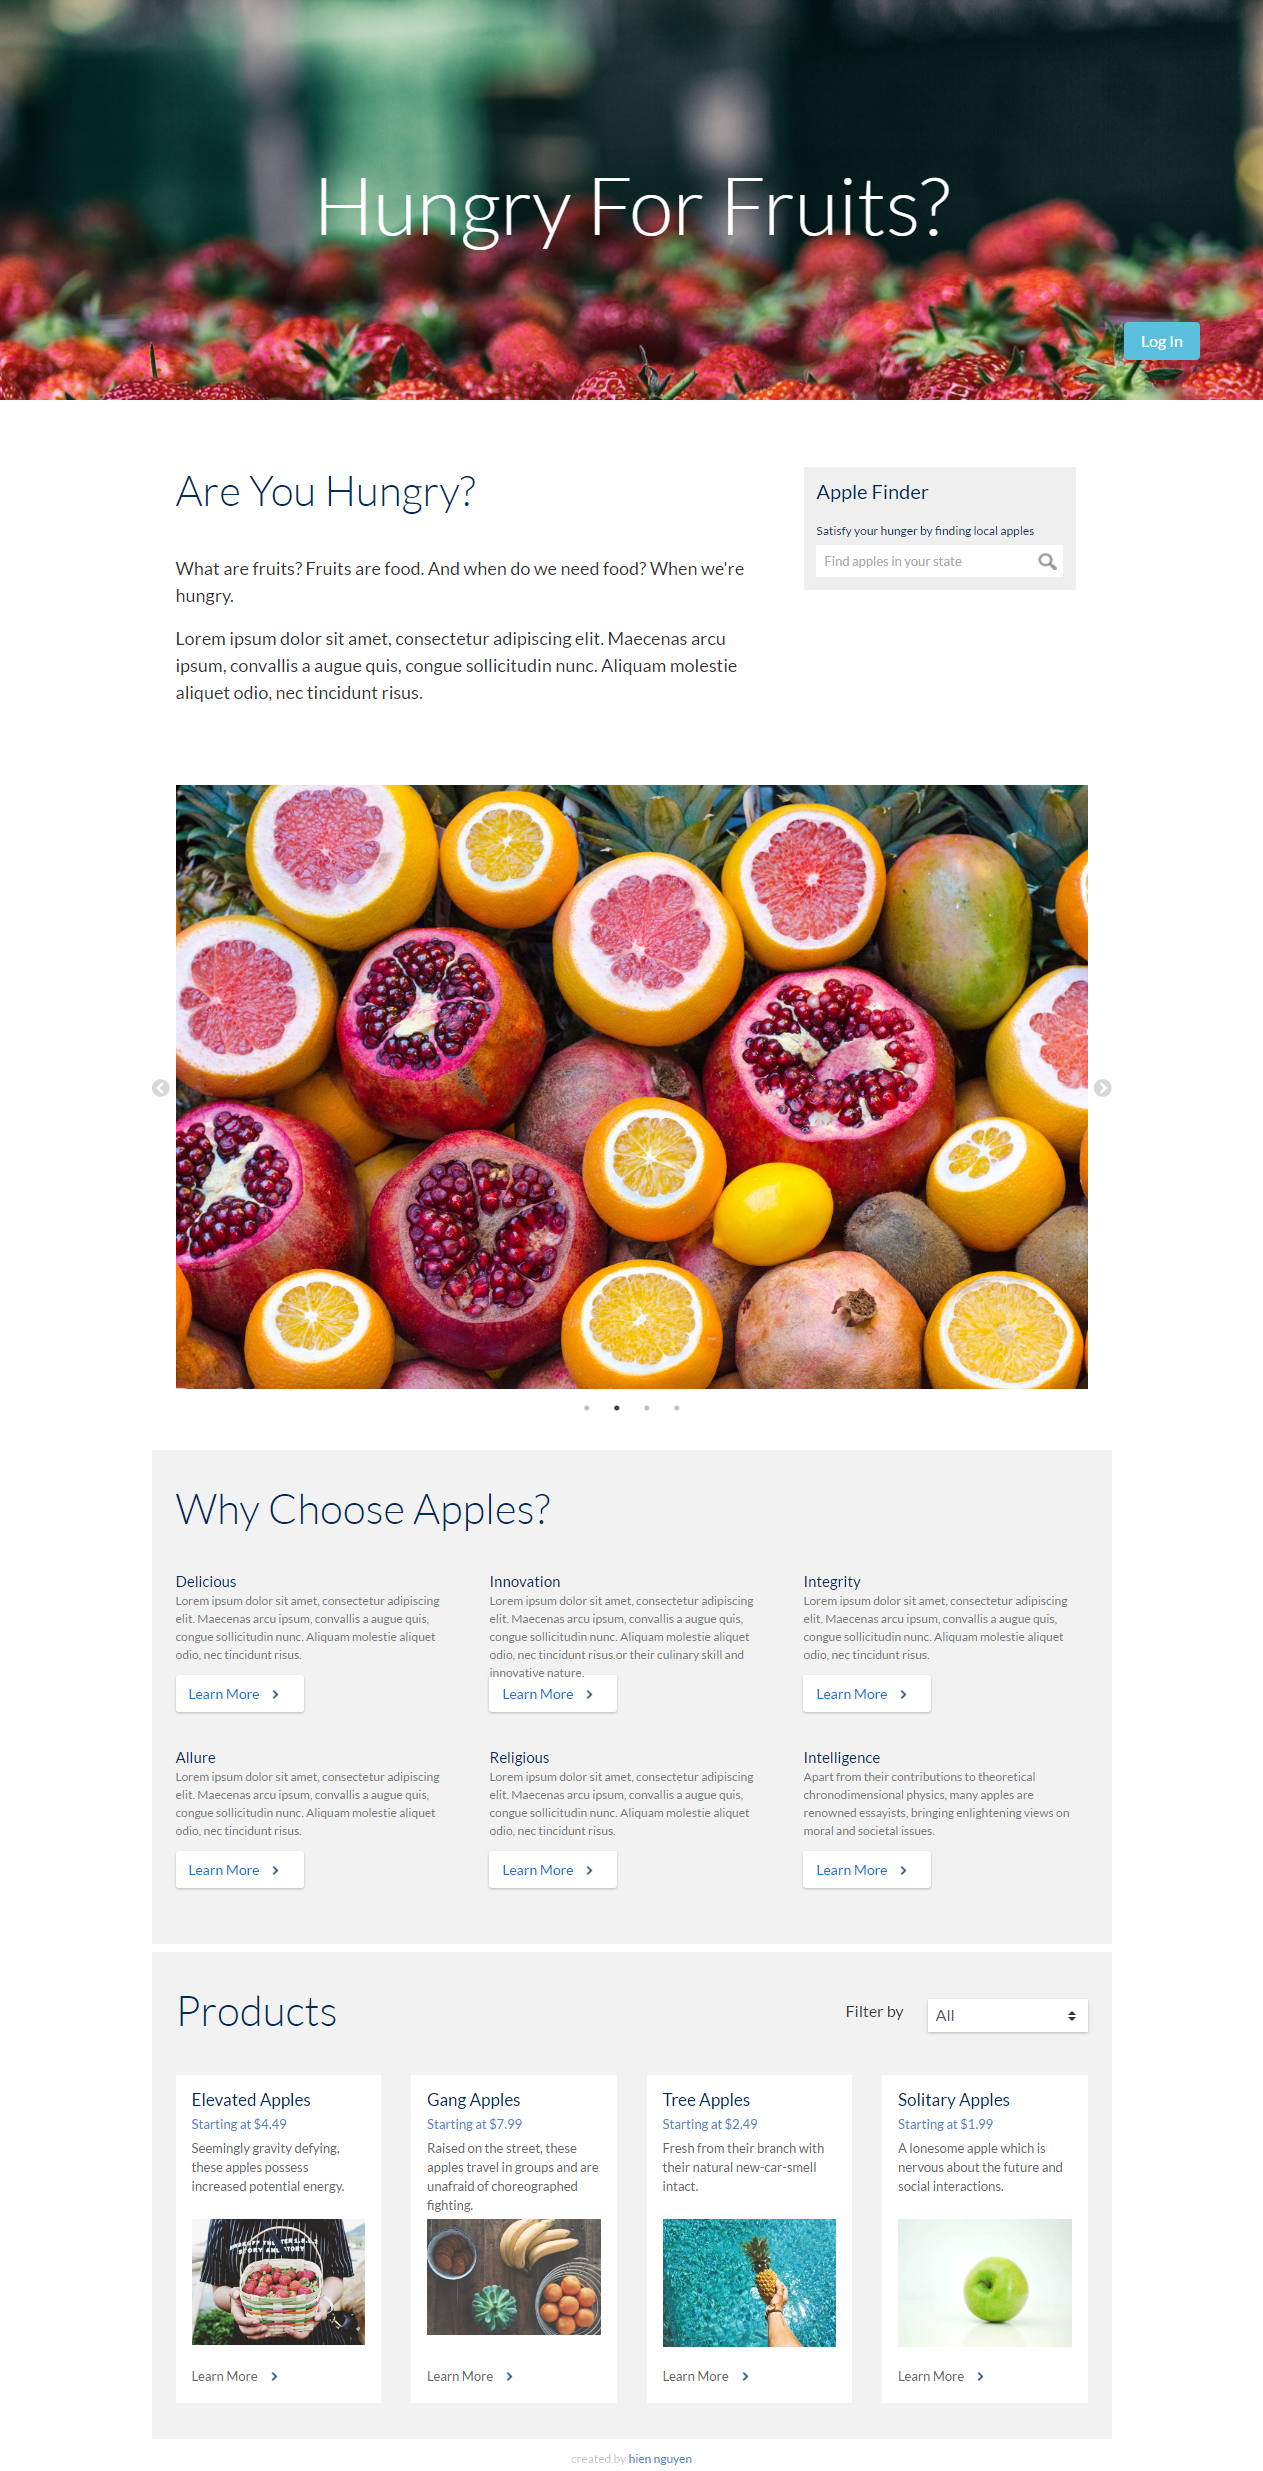 Hungry For Fruits?
Log In
Are You Hungry?
What are fruits? Fruits are food. And when do we need food? When we're
hungry.
Lorem ipsum dolor sit amet, consectetur adipiscing elit. Maecenas arcu
ipsum, convallis a augue quis, congue sollicitudin nunc. Aliquam molestie
aliquet odio, nec tincidunt risus.
Apple Finder
Satisfy your hunger by finding local apples
Find apples in your state
Why Choose Apples?
Delicious
Lorem ipsum dolor sit amet, consectetur adipiscing
elit. Maecenas arcu ipsum, convallis a augue quis,
congue sollicitudin nunc. Aliquam molestie aliquet
odio, nec tincidunt risus.
Learn More
Innovation
Lorem ipsum dolor sit amet, consectetur adipiscing
elit. Maecenas arcu ipsum, convallis a augue quis,
congue sollicitudin nunc. Aliquam molestie aliquet
odio, nec tincidunt risus.or their culinary skill and
innovative nature.
Learn More
Integrity
Lorem ipsum dolor sit amet, consectetur adipiscing
elit. Maecenas arcu ipsum, convallis a augue quis,
congue sollicitudin nunc. Aliquam molestie aliquet
odio, nec tincidunt risus.
Learn More
Allure
Lorem ipsum dolor sit amet, consectetur adipiscing
elit. Maecenas arcu ipsum, convallis a augue quis,
congue sollicitudin nunc. Aliquam molestie aliquet
odio, nec tincidunt risus.
Learn More
Religious
Lorem ipsum dolor sit amet, consectetur adipiscing
elit. Maecenas arcu ipsum, convallis a augue quis,
congue sollicitudin nunc. Aliquam molestie aliquet
odio, nec tincidunt risus.
Learn More
Intelligence
Apart from their contributions to theoretical
chronodimensional physics, many apples are
renowned essayists, bringing enlightening views on
moral and societal issues.
Learn More
Products
Filter by
All
Elevated Apples
Starting at $4.49
Seemingly gravity defying,
these apples possess
increased potential energy.
Learn More
Gang Apples
Starting at $7.99
Raised on the street, these
apples travel in groups and are
unafraid of choreographed
fighting.
Learn More
Tree Apples
Starting at $2.49
Fresh from their branch with
their natural new-car-smell
intact.
Learn More
Solitary Apples
Starting at $1.99
A lonesome apple which is
nervous about the future and
social interactions.
Learn More
created by hien nguyen